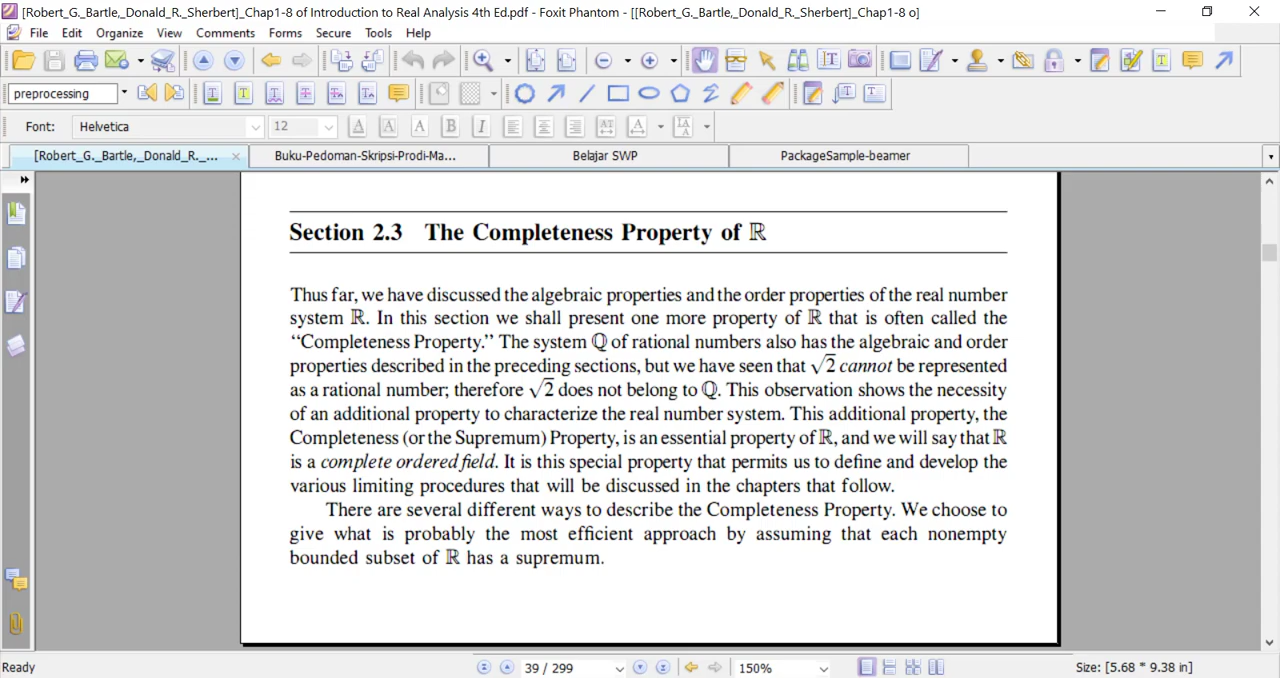 [Robert_G._Bartle,_Donald_R._Sherbert]_Chap1-8 of Introduction to Real Analysis 4th Ed.pdf - Foxit Phantom - [[Robert_G._Bartle,_Donald_R._Sherbert]_Chap1-8 o]
File Edit Organize View Comments Forms Secure Tools Help
preprocessing
Font: Helvetica 12
[Robert_G._Bartle,_Donald_R._... Buku-Pedoman-Skripsi-Prodi-Ma... Belajar SWP PackageSample-beamer
Section 2.3 The Completeness Property of ℝ
Thus far, we have discussed the algebraic properties and the order properties of the real number
system ℝ. In this section we shall present one more property of ℝ that is often called the
“Completeness Property.” The system ℚ of rational numbers also has the algebraic and order
properties described in the preceding sections, but we have seen that √2 cannot be represented
as a rational number; therefore √2 does not belong to ℚ. This observation shows the necessity
of an additional property to characterize the real number system. This additional property, the
Completeness (or the Supremum) Property, is an essential property of ℝ, and we will say that ℝ
is a complete ordered field. It is this special property that permits us to define and develop the
various limiting procedures that will be discussed in the chapters that follow.
There are several different ways to describe the Completeness Property. We choose to
give what is probably the most efficient approach by assuming that each nonempty
bounded subset of ℝ has a supremum.
Ready 39 / 299 150% Size: [5.68 * 9.38 in]